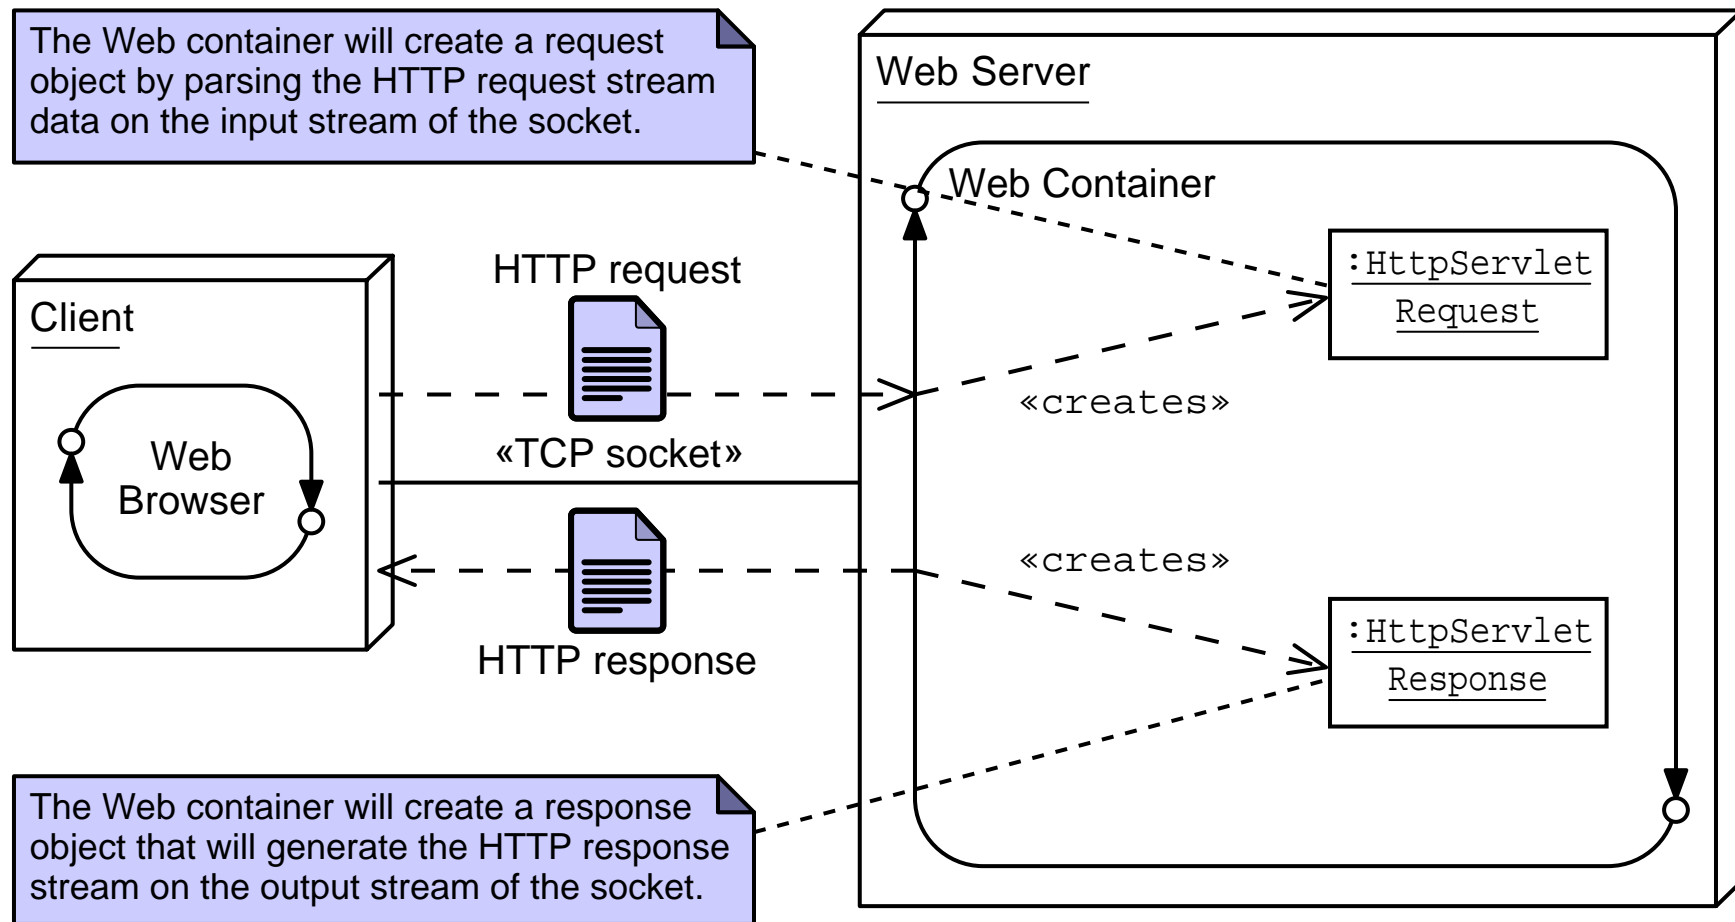 The Web container will create a request
object by parsing the HTTP request stream
data on the input stream of the socket.
Web Server
Web Container
:HttpServlet
Request
HTTP request
Client
«creates»
Web
Browser
«TCP socket»
«creates»
:HttpServlet
Response
HTTP response
The Web container will create a response
object that will generate the HTTP response
stream on the output stream of the socket.